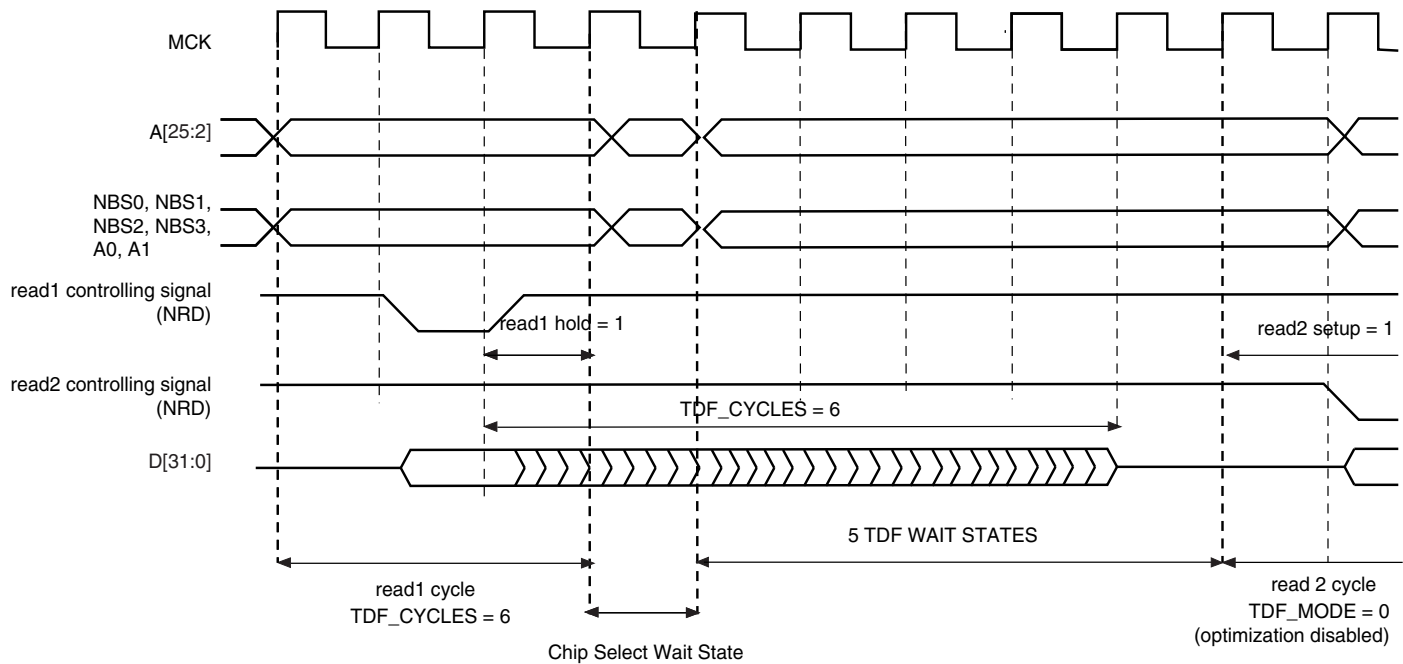 MCK
A[25:2]
NBS0, NBS1,
NBS2, NBS3,
A0, A1
read1 controlling signal
(NRD)
read1 hold = 1
read2 setup = 1
read2 controlling signal
(NRD)
TDF_CYCLES = 6
D[31:0]
5 TDF WAIT STATES
read1 cycle
TDF_CYCLES = 6
read 2 cycle
TDF_MODE = 0
(optimization disabled)
Chip Select Wait State